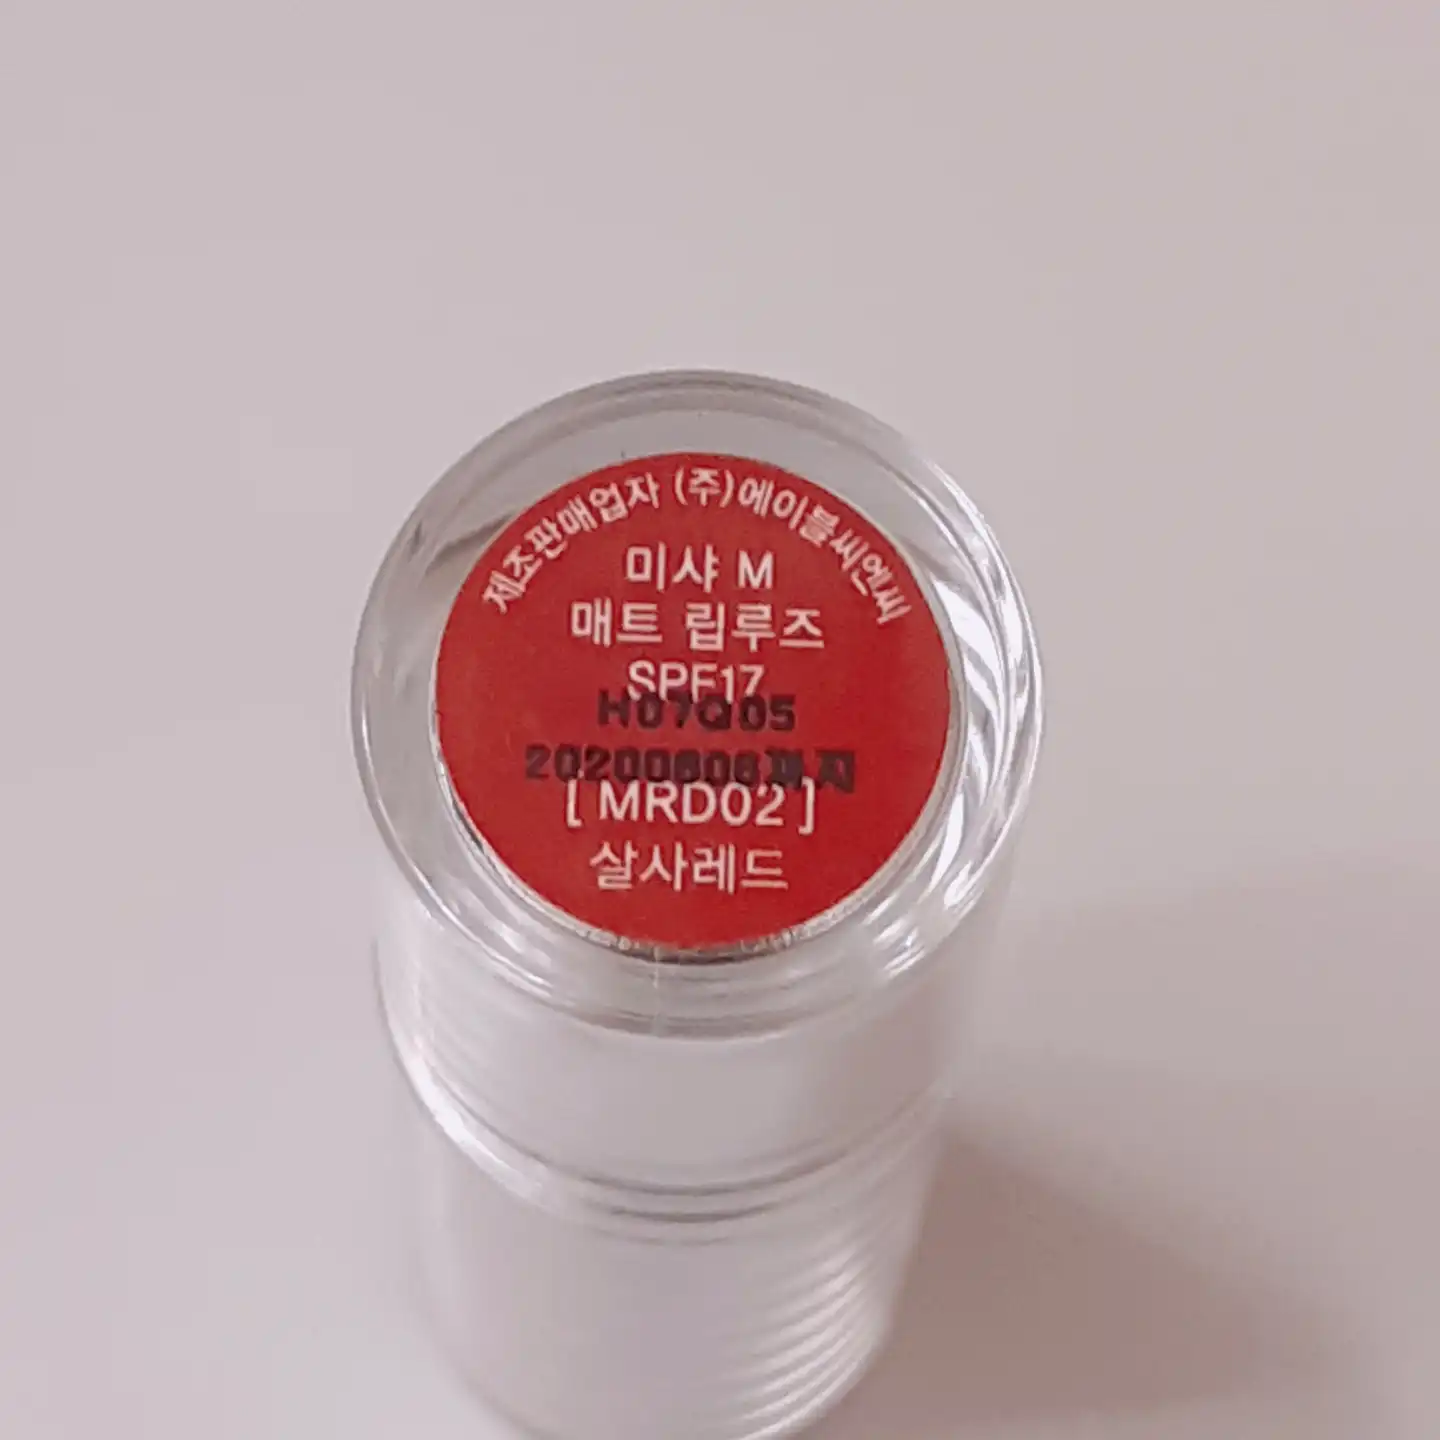 제조판매업자 (주)에이블씨엔씨
미샤 M
매트 립루즈
SPF17
H07Q05
20200606까지
[ MRD02 ]
살사레드